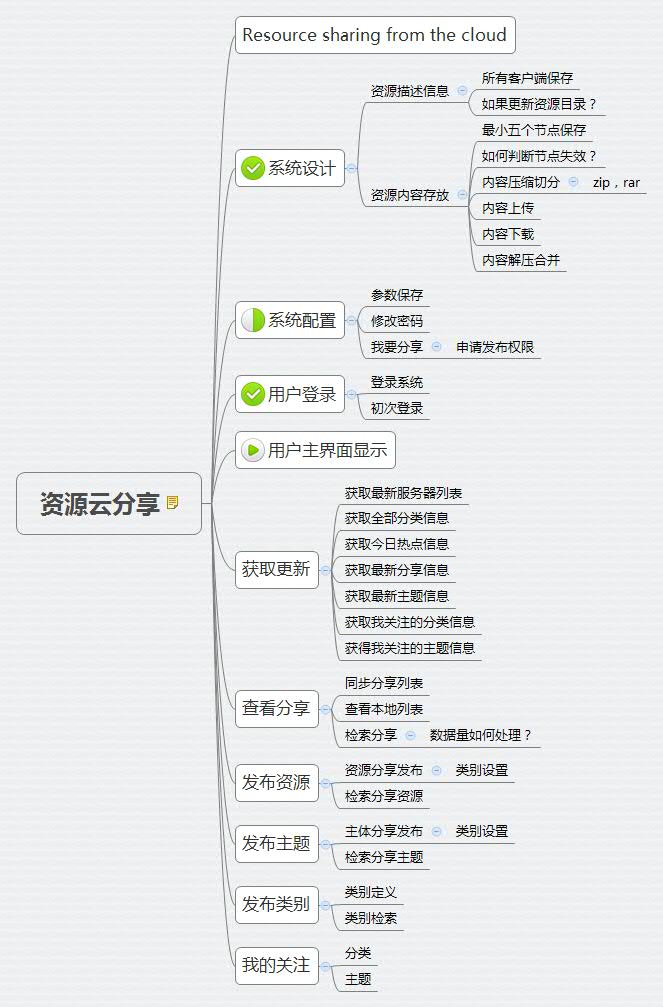 Resource sharing from the cloud
资源云分享
系统设计
资源描述信息
所有客户端保存
如果更新资源目录？
资源内容存放
最小五个节点保存
如何判断节点失效？
内容压缩切分
zip，rar
内容上传
内容下载
内容解压合并
系统配置
参数保存
修改密码
我要分享
申请发布权限
用户登录
登录系统
初次登录
用户主界面显示
获取更新
获取最新服务器列表
获取全部分类信息
获取今日热点信息
获取最新分享信息
获取最新主题信息
获取我关注的分类信息
获得我关注的主题信息
查看分享
同步分享列表
查看本地列表
检索分享
数据量如何处理？
发布资源
资源分享发布
类别设置
检索分享资源
发布主题
主体分享发布
类别设置
检索分享主题
发布类别
类别定义
类别检索
我的关注
分类
主题